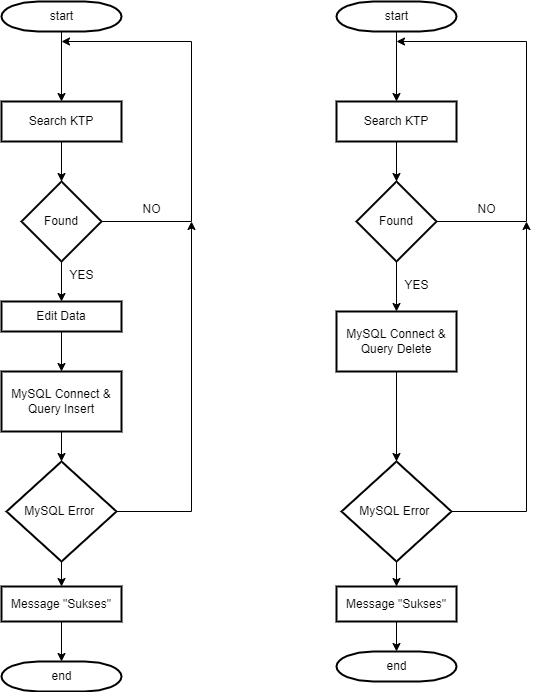 start
Search KTP
Found
NO
YES
Edit Data
MySQL Connect &
Query Insert
MySQL Error
Message "Sukses"
end
start
Search KTP
Found
NO
YES
MySQL Connect &
Query Delete
MySQL Error
Message "Sukses"
end